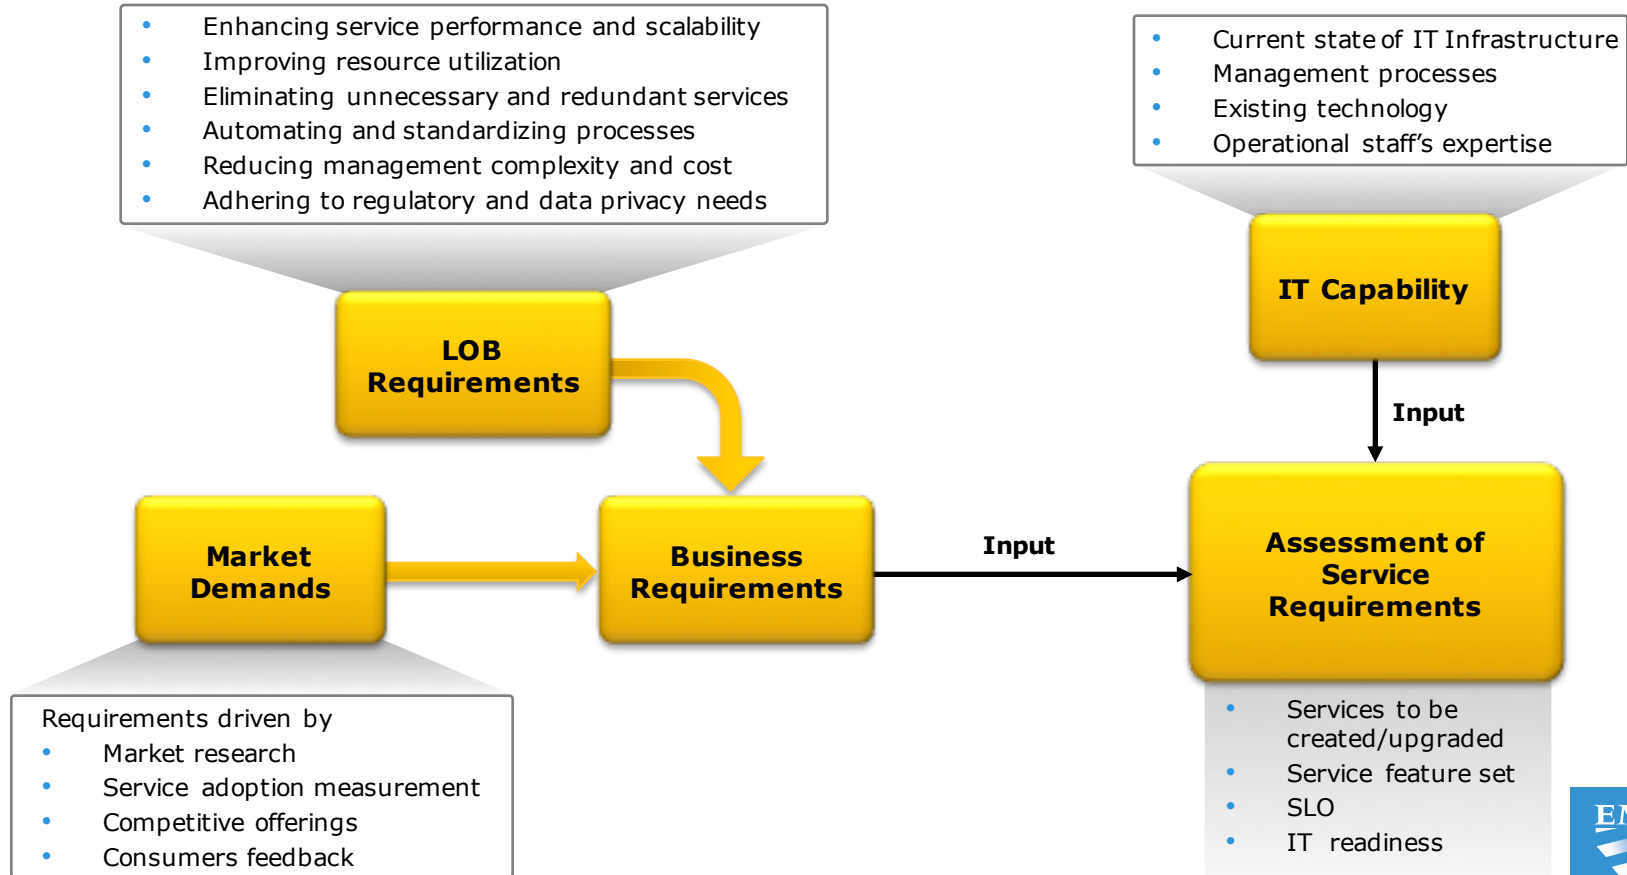 • Enhancing service performance and scalability
• Improving resource utilization
• Eliminating unnecessary and redundant services
• Automating and standardizing processes
• Reducing management complexity and cost
• Adhering to regulatory and data privacy needs
• Current state of IT Infrastructure
• Management processes
• Existing technology
• Operational staff’s expertise
IT Capability
LOB
Requirements
Input
Market
Demands
Business
Requirements
Input
Assessment of
Service
Requirements
Requirements driven by
• Market research
• Service adoption measurement
• Competitive offerings
• Consumers feedback
• Services to be
created/upgraded
• Service feature set
• SLO
• IT readiness